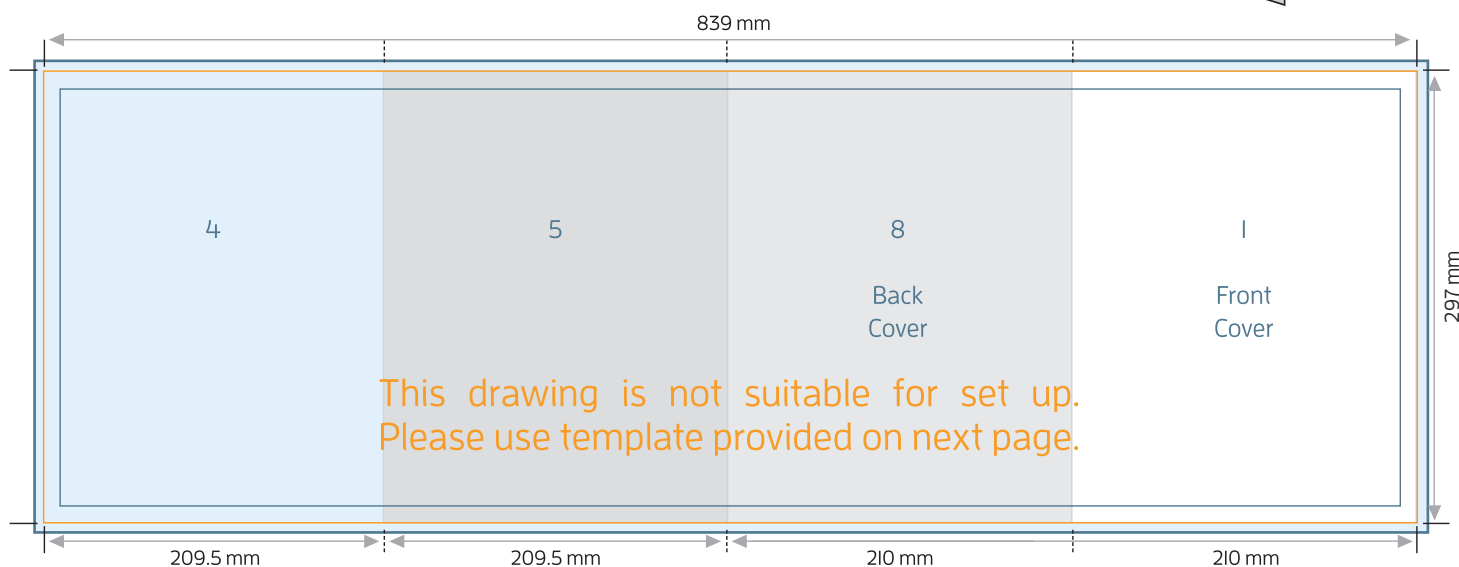 839 mm
4
5
8
1
Back
Cover
Front
Cover
297 mm
This drawing is not suitable for set up.
Please use template provided on next page.
209.5 mm
209.5 mm
210 mm
210 mm